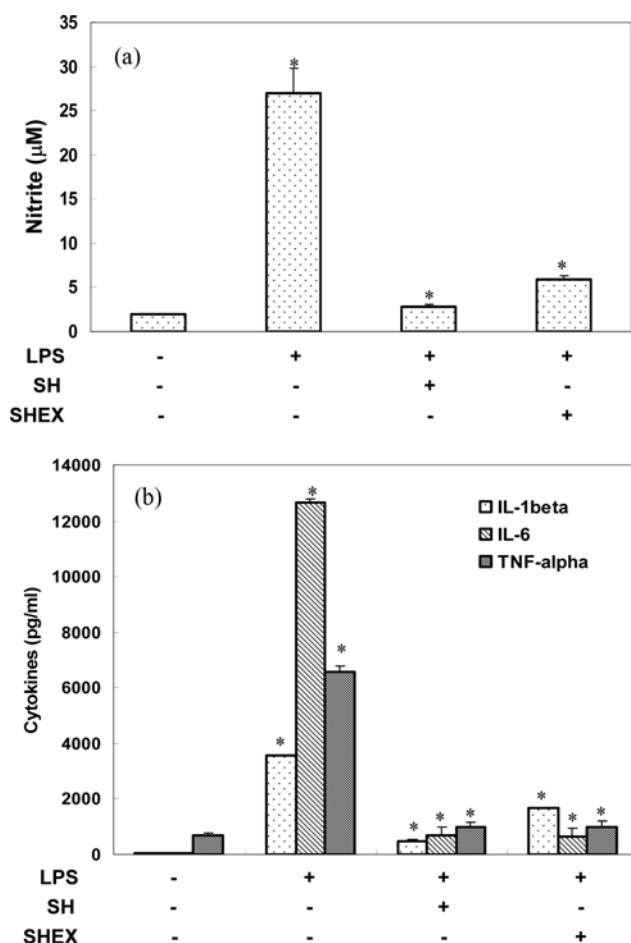 (a)
Nitrite (μM)
35
30
25
20
15
10
5
0
*
*
*
LPS - + + +
SH - - + -
SHEX - - - +
(b)
Cytokines (pg/ml)
14000
12000
10000
8000
6000
4000
2000
0
IL-1beta
IL-6
TNF-alpha
* * *
* * *
* * *
LPS - + + +
SH - - + -
SHEX - - - +